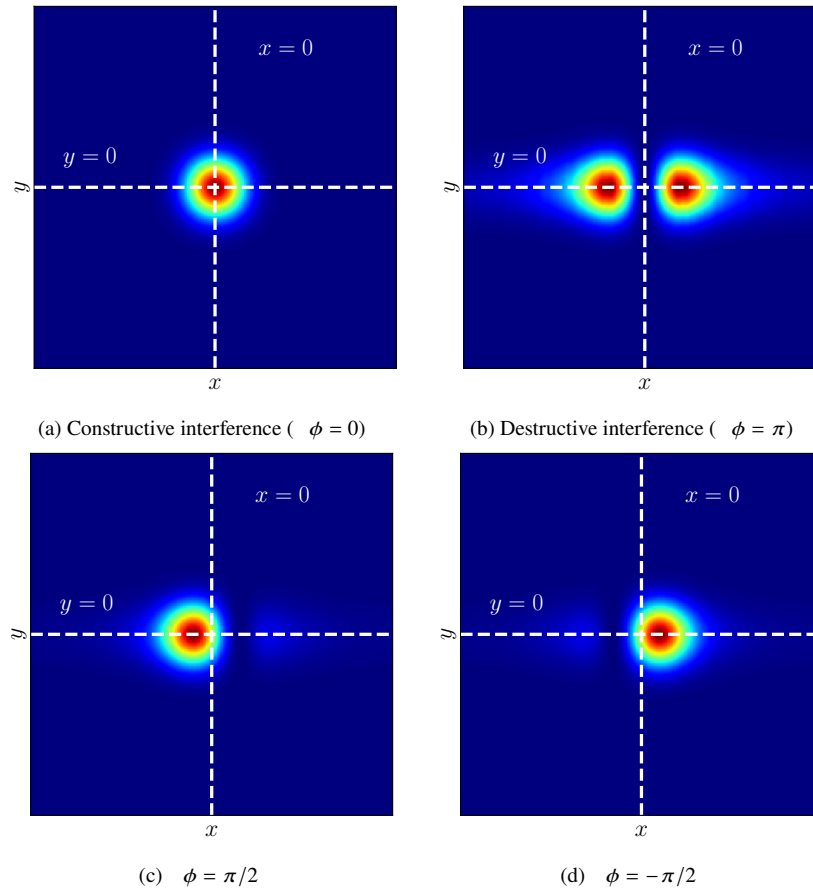 x = 0
y = 0
y
x
x = 0
y = 0
y
x
(a) Constructive interference ( ϕ = 0)
(b) Destructive interference ( ϕ = π)
x = 0
y = 0
y
x
x = 0
y = 0
y
x
(c) ϕ = π/2
(d) ϕ = −π/2